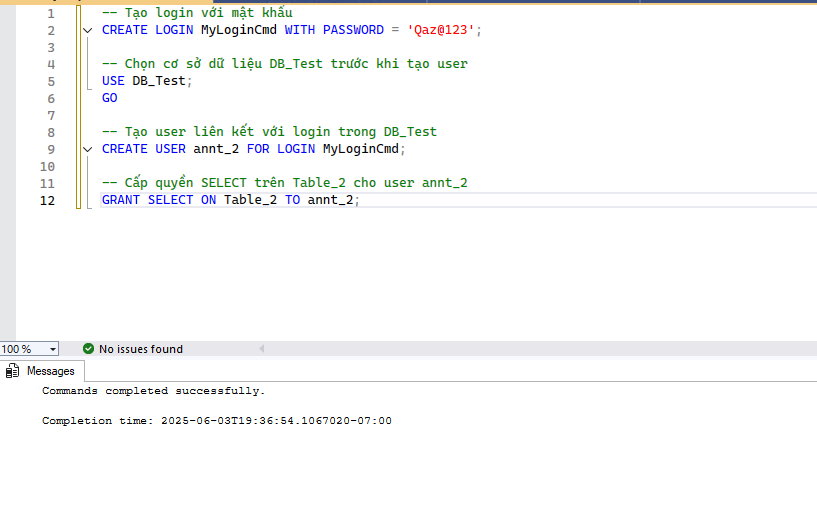 1 -- Tạo login với mật khẩu
2 CREATE LOGIN MyLoginCmd WITH PASSWORD = 'Qaz@123';
3
4 -- Chọn cơ sở dữ liệu DB_Test trước khi tạo user
5 USE DB_Test;
6 GO
7
8 -- Tạo user liên kết với login trong DB_Test
9 CREATE USER annt_2 FOR LOGIN MyLoginCmd;
10
11 -- Cấp quyền SELECT trên Table_2 cho user annt_2
12 GRANT SELECT ON Table_2 TO annt_2;
100 % No issues found
Messages
Commands completed successfully.
Completion time: 2025-06-03T19:36:54.1067020-07:00